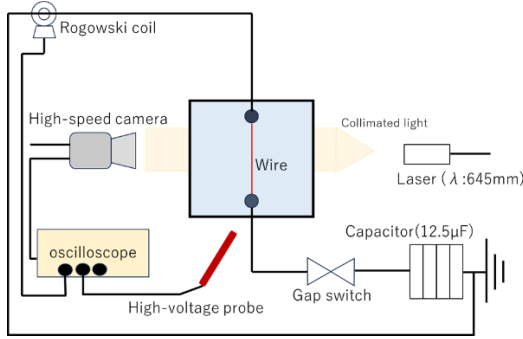 Rogowski coil
High-speed camera
Collimated light
Wire
Laser ( λ :645mm)
Capacitor(12.5μF)
oscilloscope
Gap switch
High-voltage probe